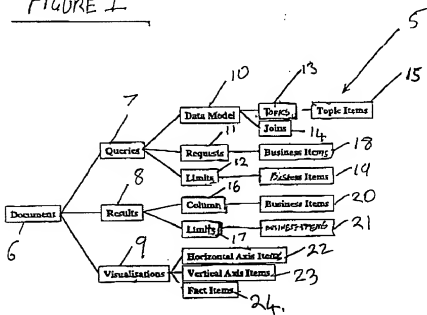 FIGURE 1
5
10
13
15
7
Data Model
Topics
Topic Items
11
Joins
14
Queries
Requests
Business Items
18
12
8
Limits
Business Items
19
16
Document
Results
Column
Business Items
20
6
Limits
Business Items
21
17
9
Horizontal Axis Items
22
Visualisations
Vertical Axis Items
23
Fact Items
24.